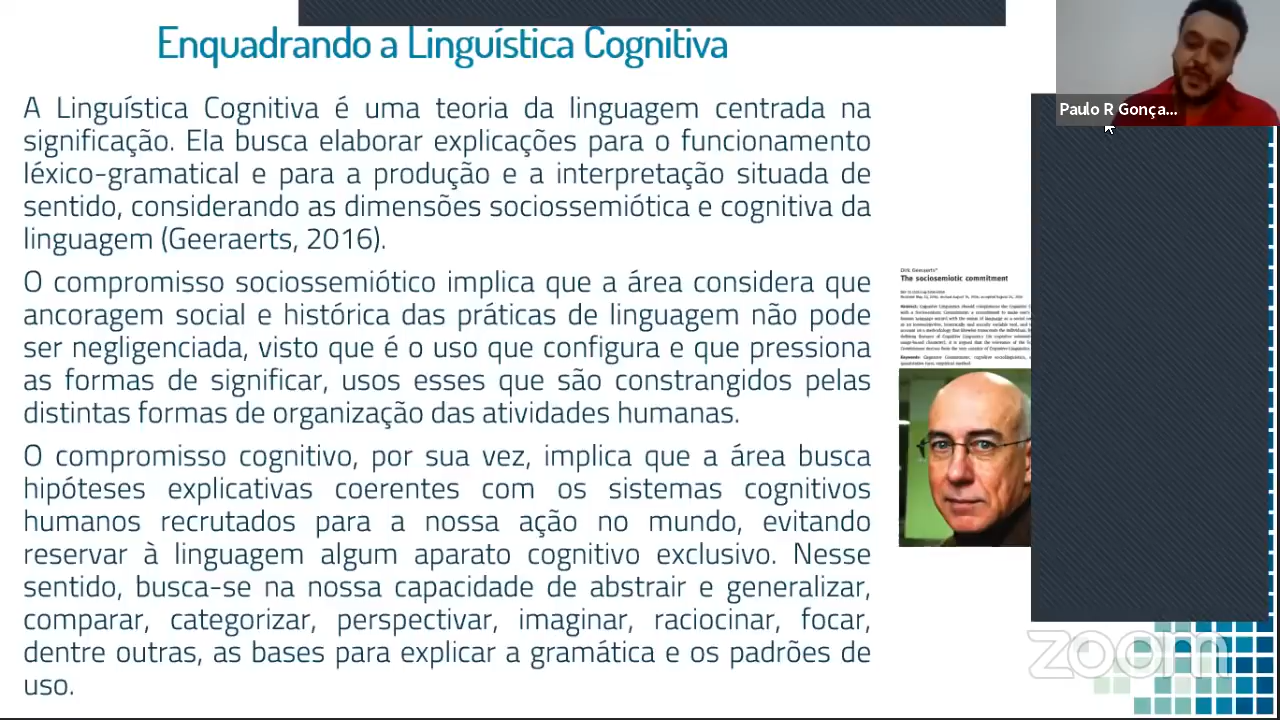 Enquadrando a Linguística Cognitiva
Paulo R Gonça...
A Linguística Cognitiva é uma teoria da linguagem centrada na
significação. Ela busca elaborar explicações para o funcionamento
léxico-gramatical e para a produção e a interpretação situada de
sentido, considerando as dimensões sociossemiótica e cognitiva da
linguagem (Geeraerts, 2016).
O compromisso sociossemiótico implica que a área considera que
ancoragem social e histórica das práticas de linguagem não pode
ser negligenciada, visto que é o uso que configura e que pressiona
as formas de significar, usos esses que são constrangidos pelas
distintas formas de organização das atividades humanas.
O compromisso cognitivo, por sua vez, implica que a área busca
hipóteses explicativas coerentes com os sistemas cognitivos
humanos recrutados para a nossa ação no mundo, evitando
reservar à linguagem algum aparato cognitivo exclusivo. Nesse
sentido, busca-se na nossa capacidade de abstrair e generalizar,
comparar, categorizar, perspectivar, imaginar, raciocinar, focar,
dentre outras, as bases para explicar a gramática e os padrões de
uso.
Dirk Geeraerts*
The sociosemiotic commitment
zoom